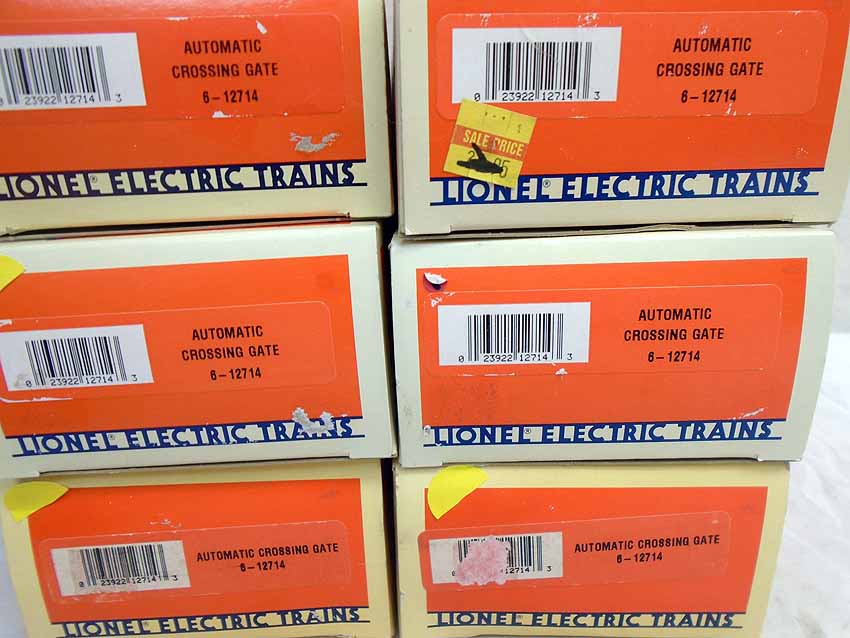 AUTOMATIC
CROSSING GATE
6-12714
0 23922 12714 3
LIONEL® ELECTRIC TRAINS
AUTOMATIC
CROSSING GATE
6-12714
0 23922 12714 3
SALE PRICE
LIONEL® ELECTRIC TRAINS
AUTOMATIC
CROSSING GATE
6-12714
0 23922 12714 3
LIONEL® ELECTRIC TRAINS
AUTOMATIC
CROSSING GATE
6-12714
0 23922 12714 3
LIONEL® ELECTRIC TRAINS
AUTOMATIC CROSSING GATE
6-12714
0 23922 12714 3
LIONEL ELECTRIC TRAINS
AUTOMATIC CROSSING GATE
6-12714
0 3
LIONEL ELECTRIC TRAINS